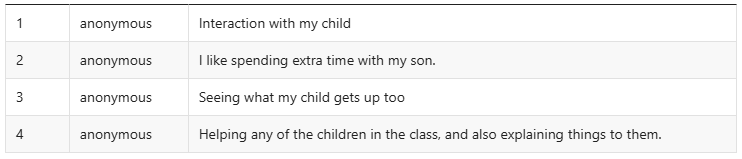 1 anonymous Interaction with my child
2 anonymous I like spending extra time with my son.
3 anonymous Seeing what my child gets up too
4 anonymous Helping any of the children in the class, and also explaining things to them.